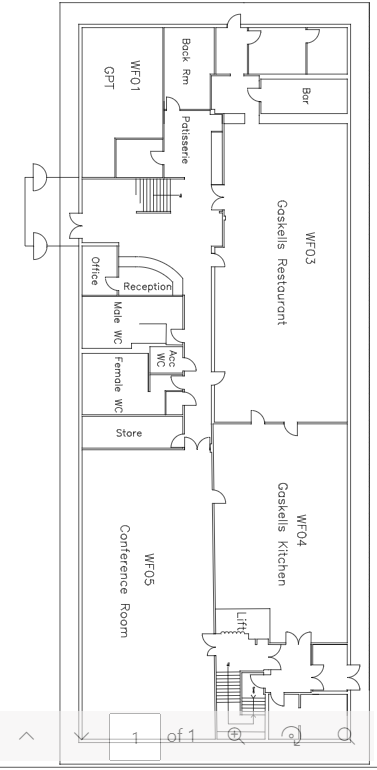 Back Rm
WF01
GPT
Bar
Patisserie
WF03
Gaskells Restaurant
Office
Reception
Male WC
Acc
WC
Female WC
Store
WF04
Gaskells Kitchen
WF05
Conference Room
Lift
1 of 1